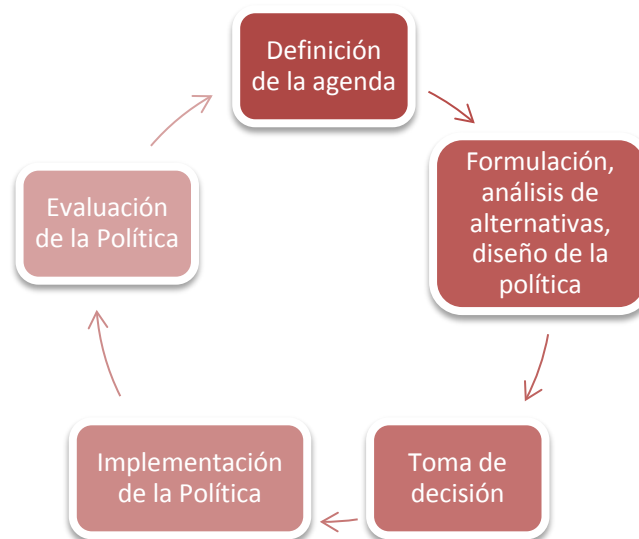 Definición
de la agenda
Formulación,
análisis de
alternativas,
diseño de la
política
Toma de
decisión
Implementación
de la Política
Evaluación
de la Política